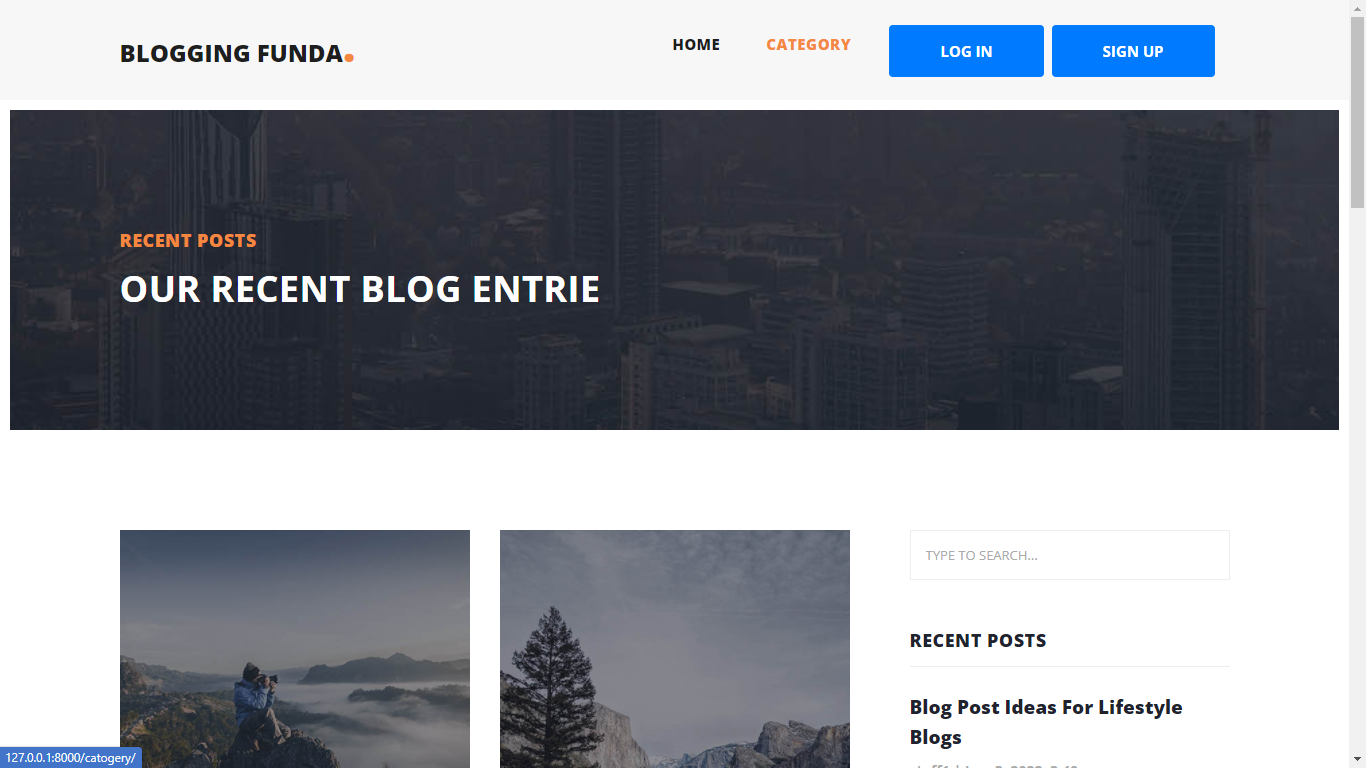 BLOGGING FUNDA.
HOME
CATEGORY
LOG IN
SIGN UP
RECENT POSTS
OUR RECENT BLOG ENTRIE
TYPE TO SEARCH...
RECENT POSTS
Blog Post Ideas For Lifestyle
Blogs
127.0.0.1:8000/catogery/